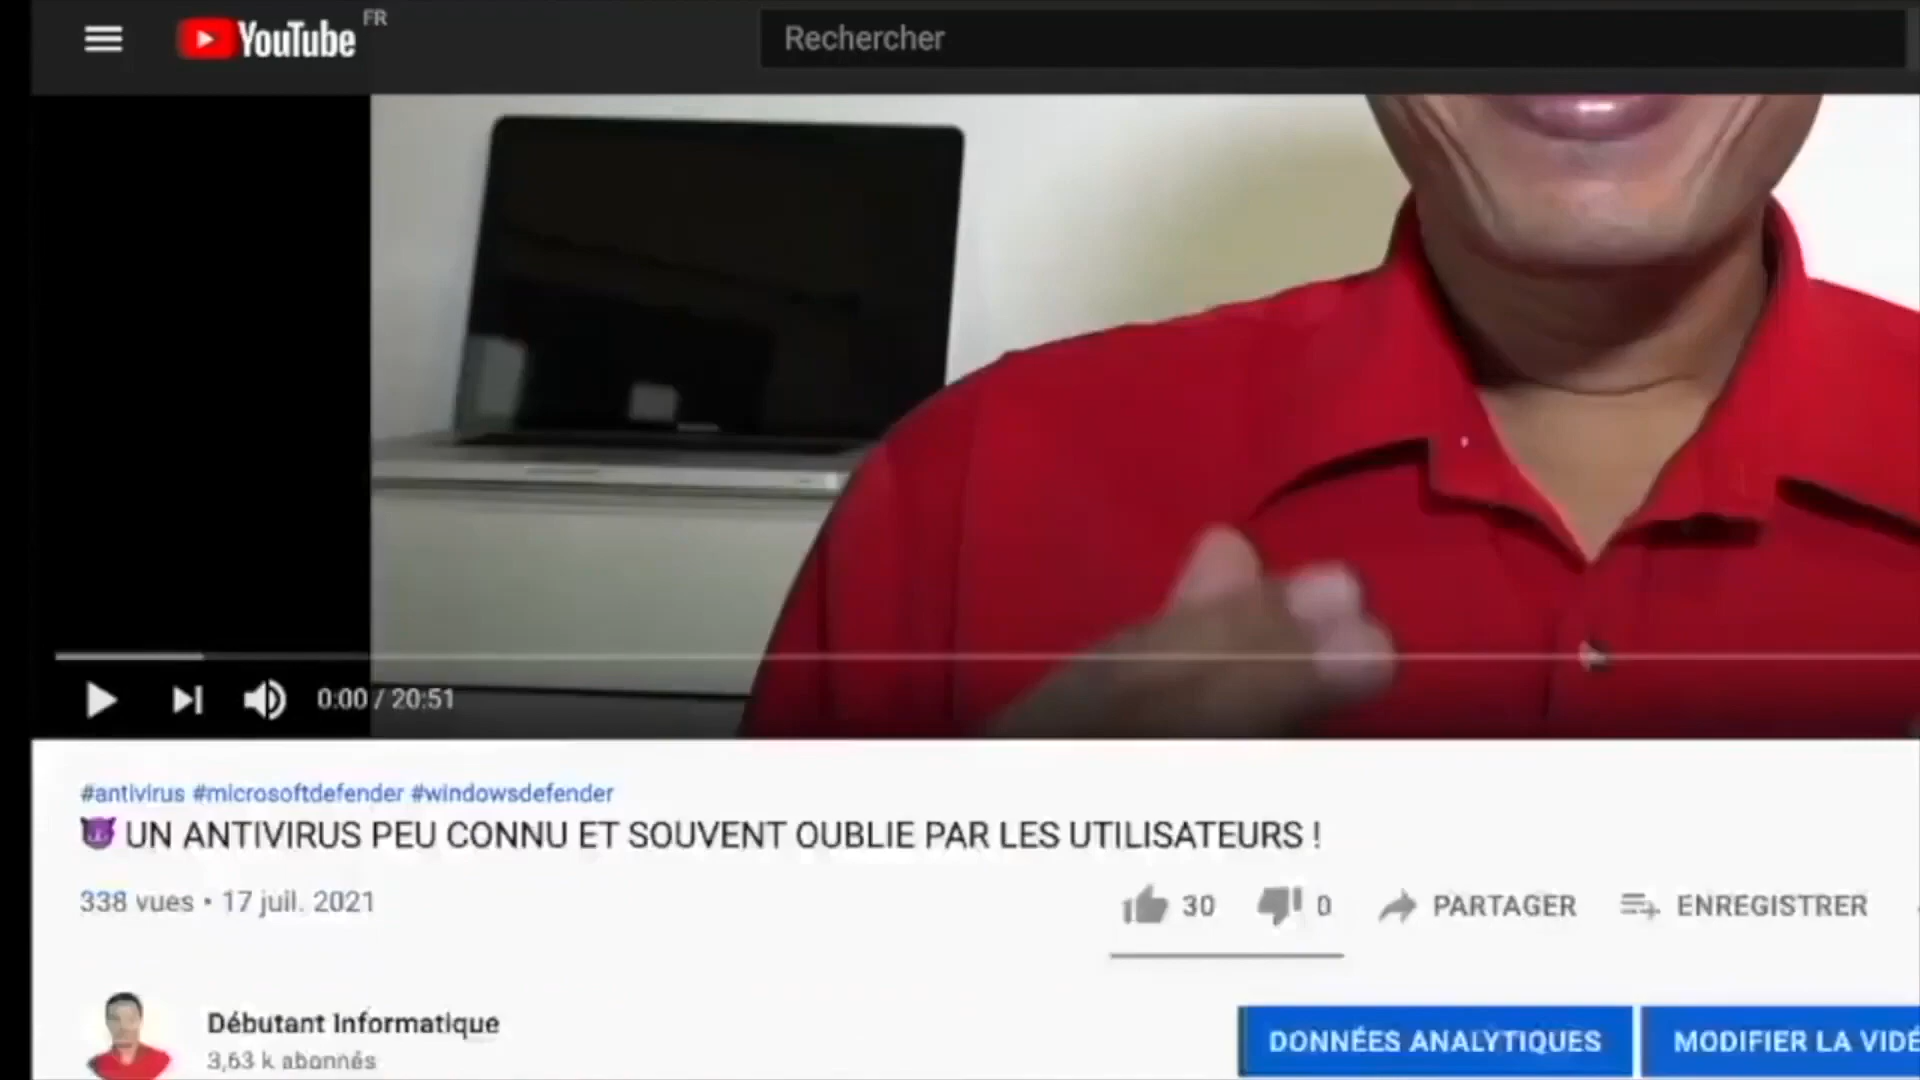 YouTube FR
Rechercher
0:00 / 20:51
#antivirus #microsoftdefender #windowsdefender
UN ANTIVIRUS PEU CONNU ET SOUVENT OUBLIE PAR LES UTILISATEURS !
338 vues • 17 juil. 2021
30 0 PARTAGER ENREGISTRER
Débutant Informatique
3,63 k abonnés
DONNÉES ANALYTIQUES
MODIFIER LA VIDÉ